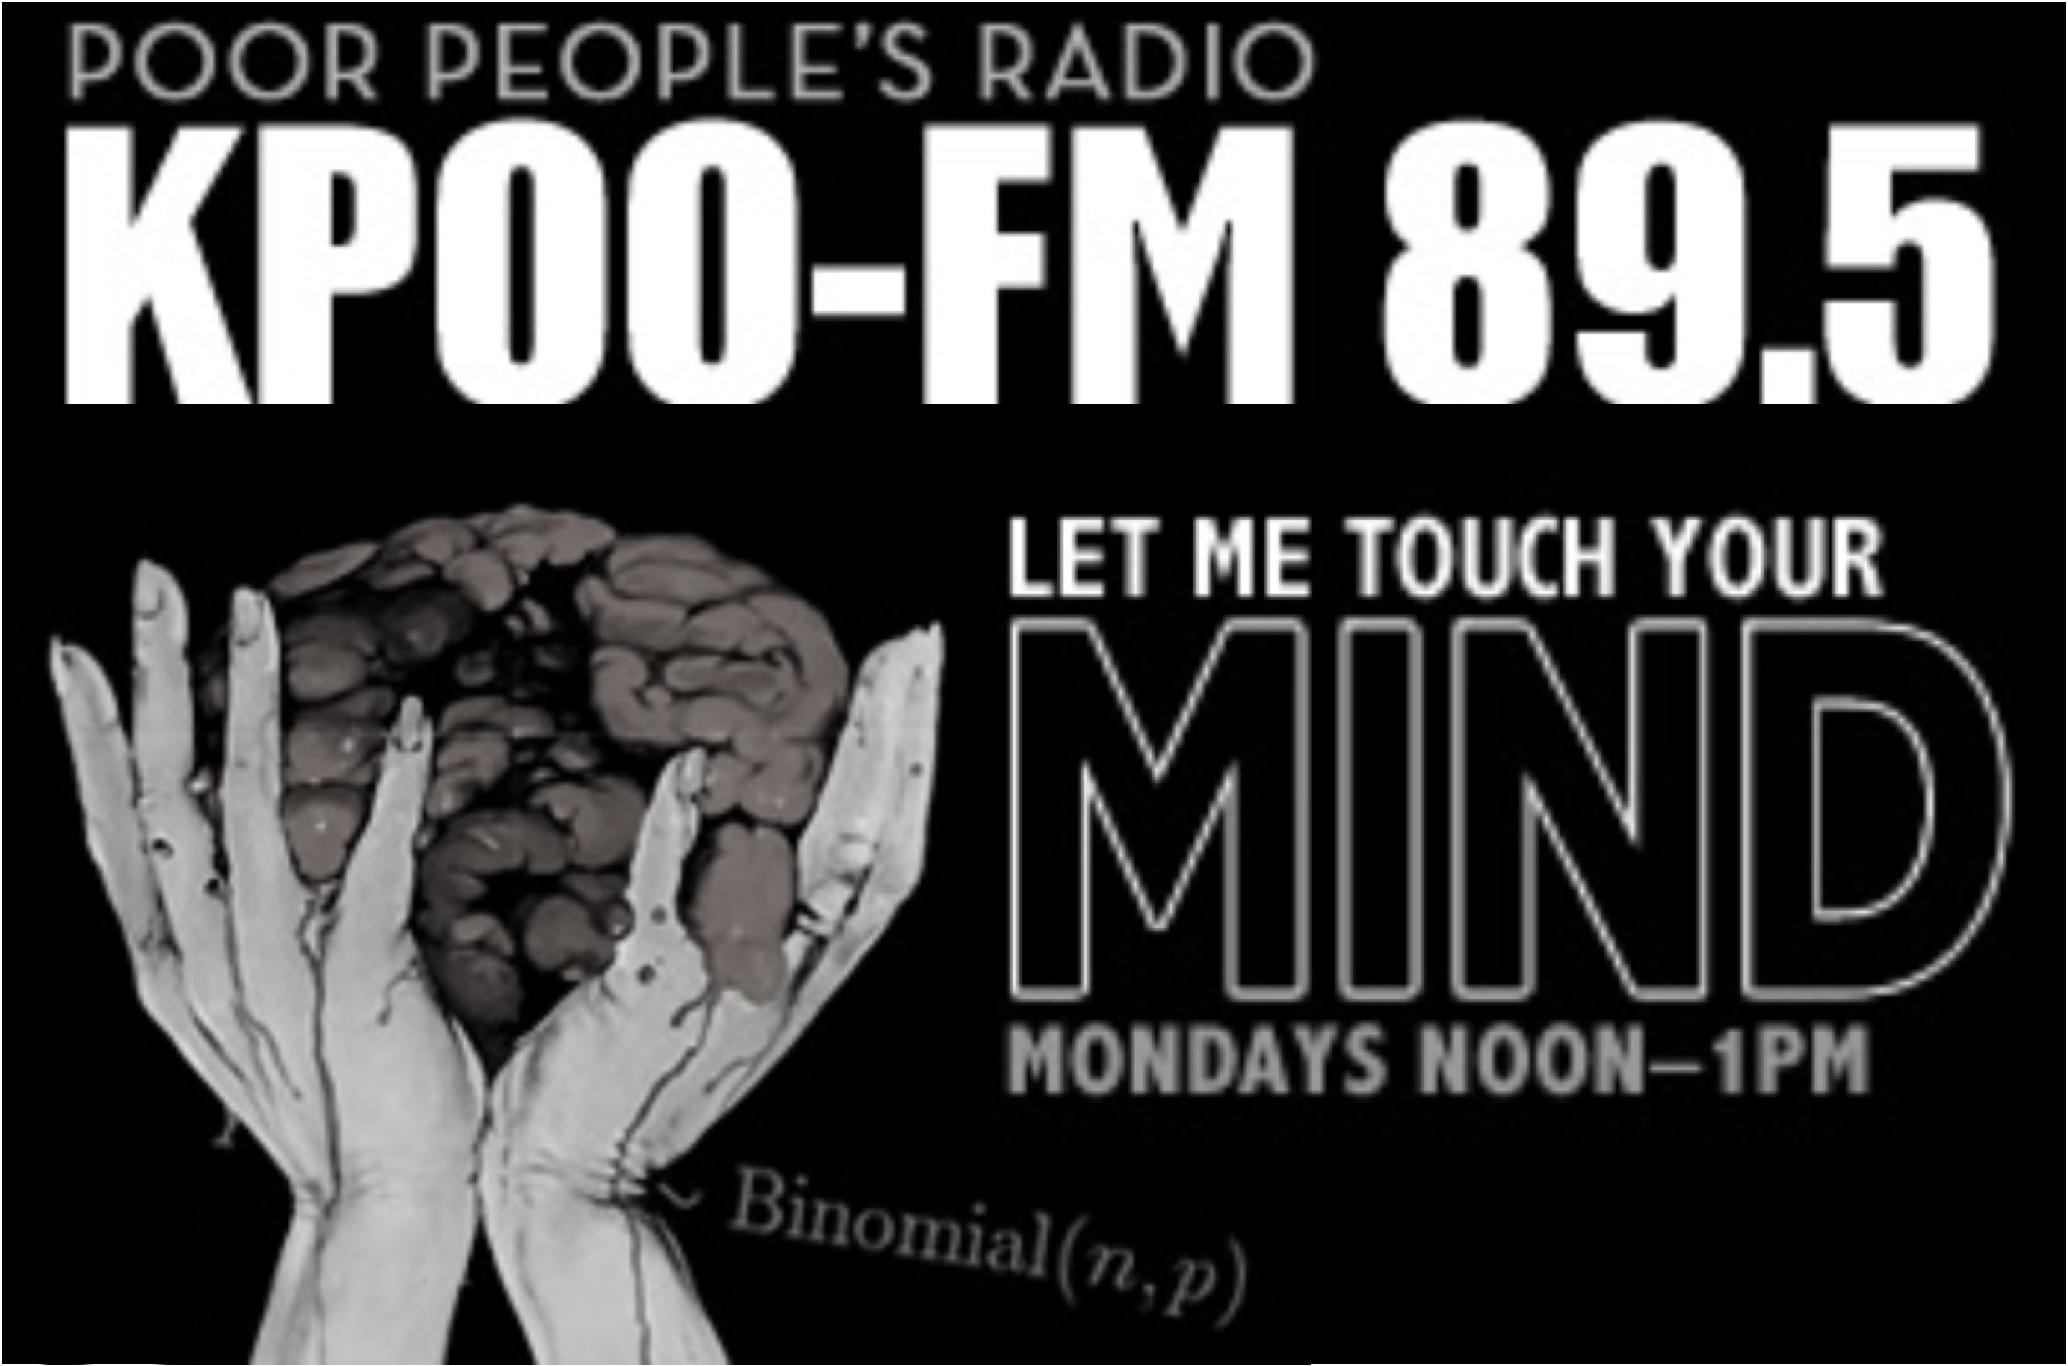 POOR PEOPLE'S RADIO
KPOO-FM 89.5
LET ME TOUCH YOUR
MIND
MONDAYS NOON–1PM
~ Binomial(n, p)